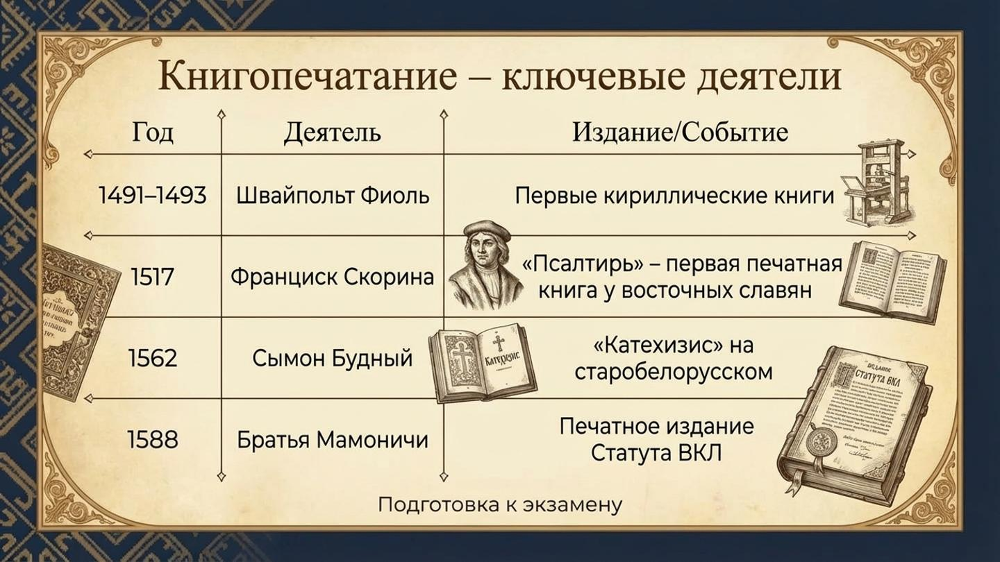 Книгопечатание – ключевые деятели
Год Деятель Издание/Событие
1491–1493 Швайпольт Фиоль Первые кириллические книги
1517 Франциск Скорина «Псалтирь» – первая печатная
книга у восточных славян
1562 Сымон Будный «Катехизис» на
старобелорусском
Катехизис
1588 Братья Мамоничи Печатное издание
Статута ВКЛ
Статута ВКЛ
Подготовка к экзамену